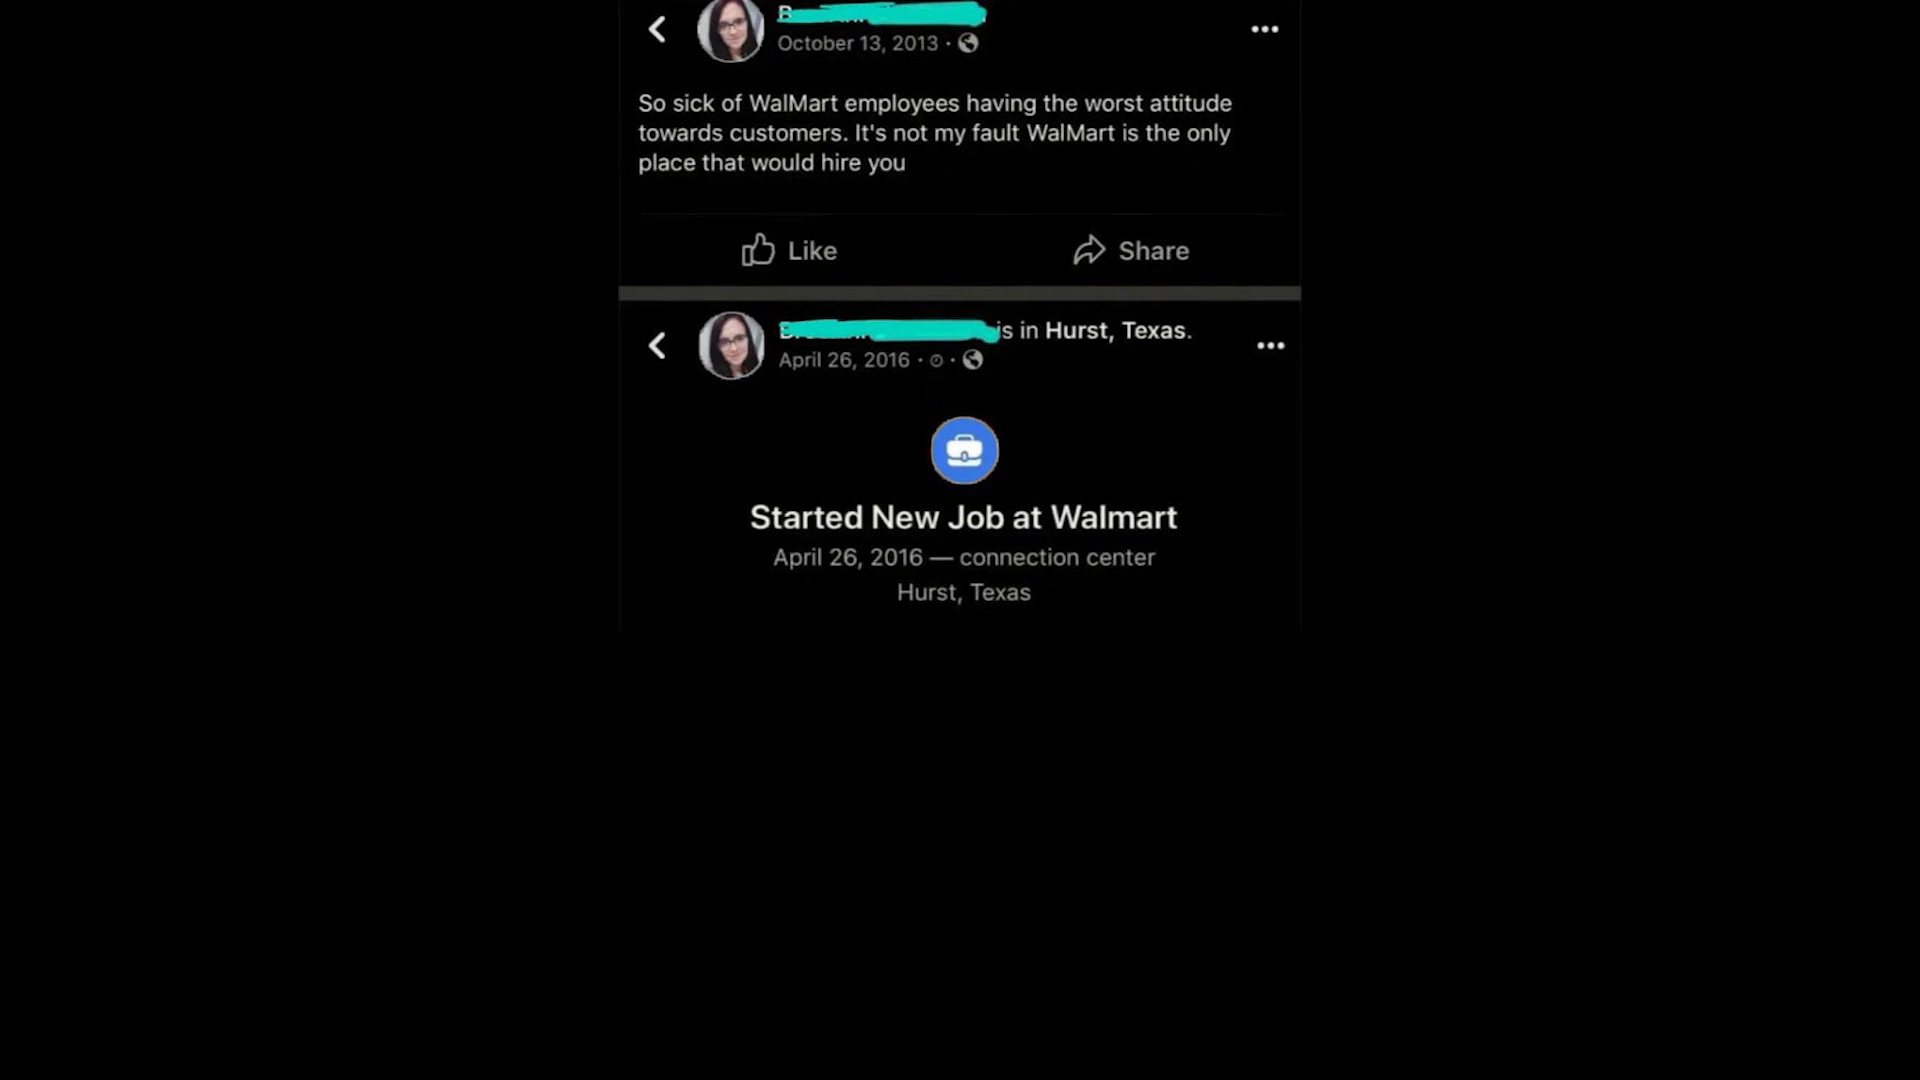 October 13, 2013 ·
So sick of WalMart employees having the worst attitude
towards customers. It's not my fault WalMart is the only
place that would hire you
Like
Share
is in Hurst, Texas.
April 26, 2016 · ·
Started New Job at Walmart
April 26, 2016 — connection center
Hurst, Texas